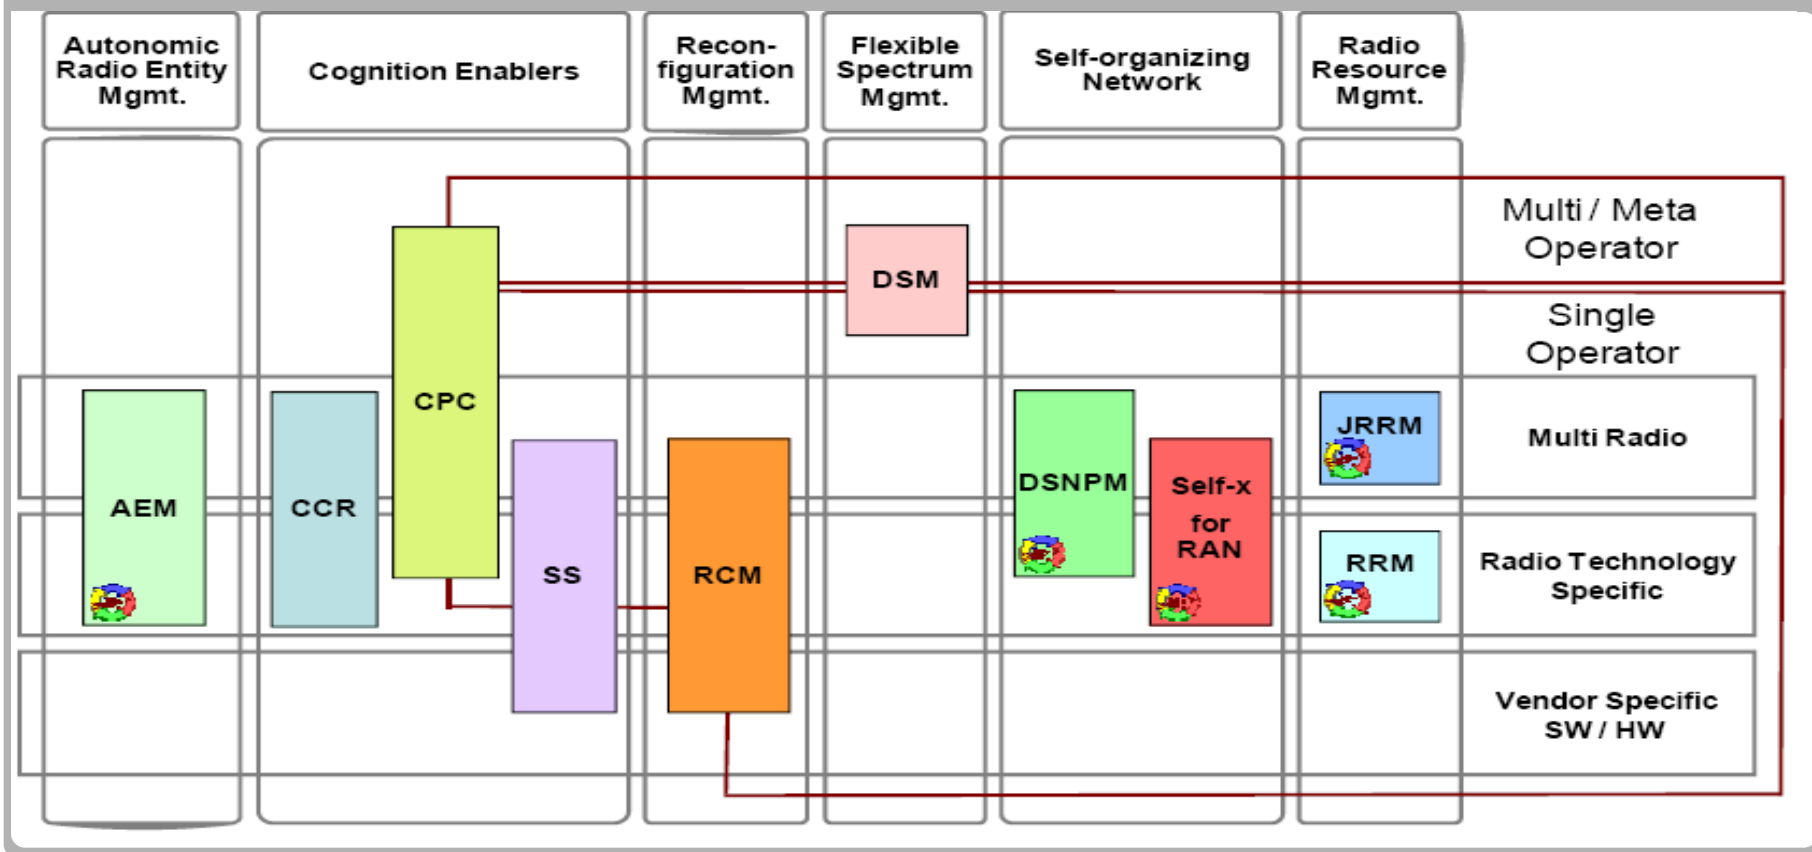 Autonomic
Radio Entity
Mgmt.
Cognition Enablers
Recon-
figuration
Mgmt.
Flexible
Spectrum
Mgmt.
Self-organizing
Network
Radio
Resource
Mgmt.
Multi / Meta
Operator
DSM
Single
Operator
CPC
AEM
CCR
SS
RCM
DSNPM
Self-x
for
RAN
JRRM
RRM
Multi Radio
Radio Technology
Specific
Vendor Specific
SW / HW